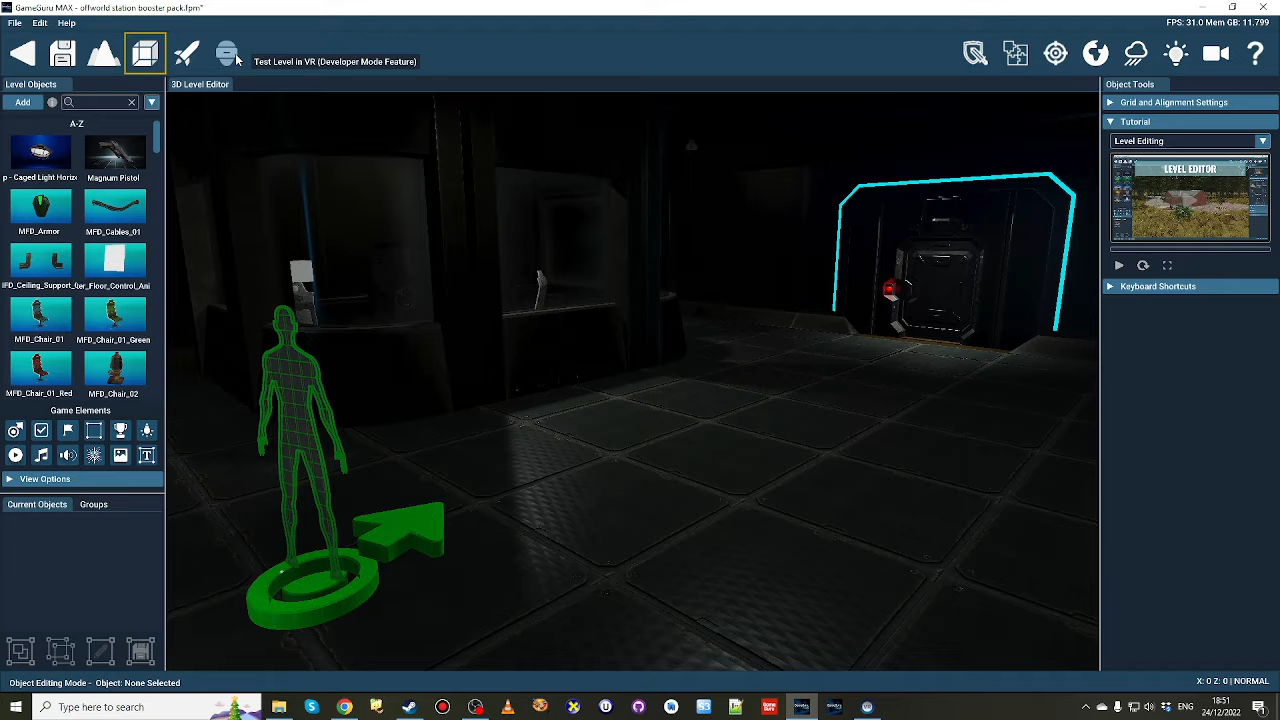 GameGuru MAX - offworld station booster pack.fpm*
File Edit Help
FPS: 31.0 Mem GB: 11.799
Test Level in VR (Developer Mode Feature)
Level Objects
3D Level Editor
Object Tools
Add
A-Z
p - Caged Light Horizo
Magnum Pistol
MFD_Armor
MFD_Cables_01
IFD_Ceiling_Support_
ter_Floor_Control_Ani
MFD_Chair_01
MFD_Chair_01_Green
MFD_Chair_01_Red
MFD_Chair_02
Game Elements
View Options
Current Objects
Groups
Grid and Alignment Settings
Tutorial
Level Editing
LEVEL EDITOR
Keyboard Shortcuts
Object Editing Mode - Object: None Selected
X: 0 Z: 0 | NORMAL
Type here to search
ENG
18:51
24/12/2022